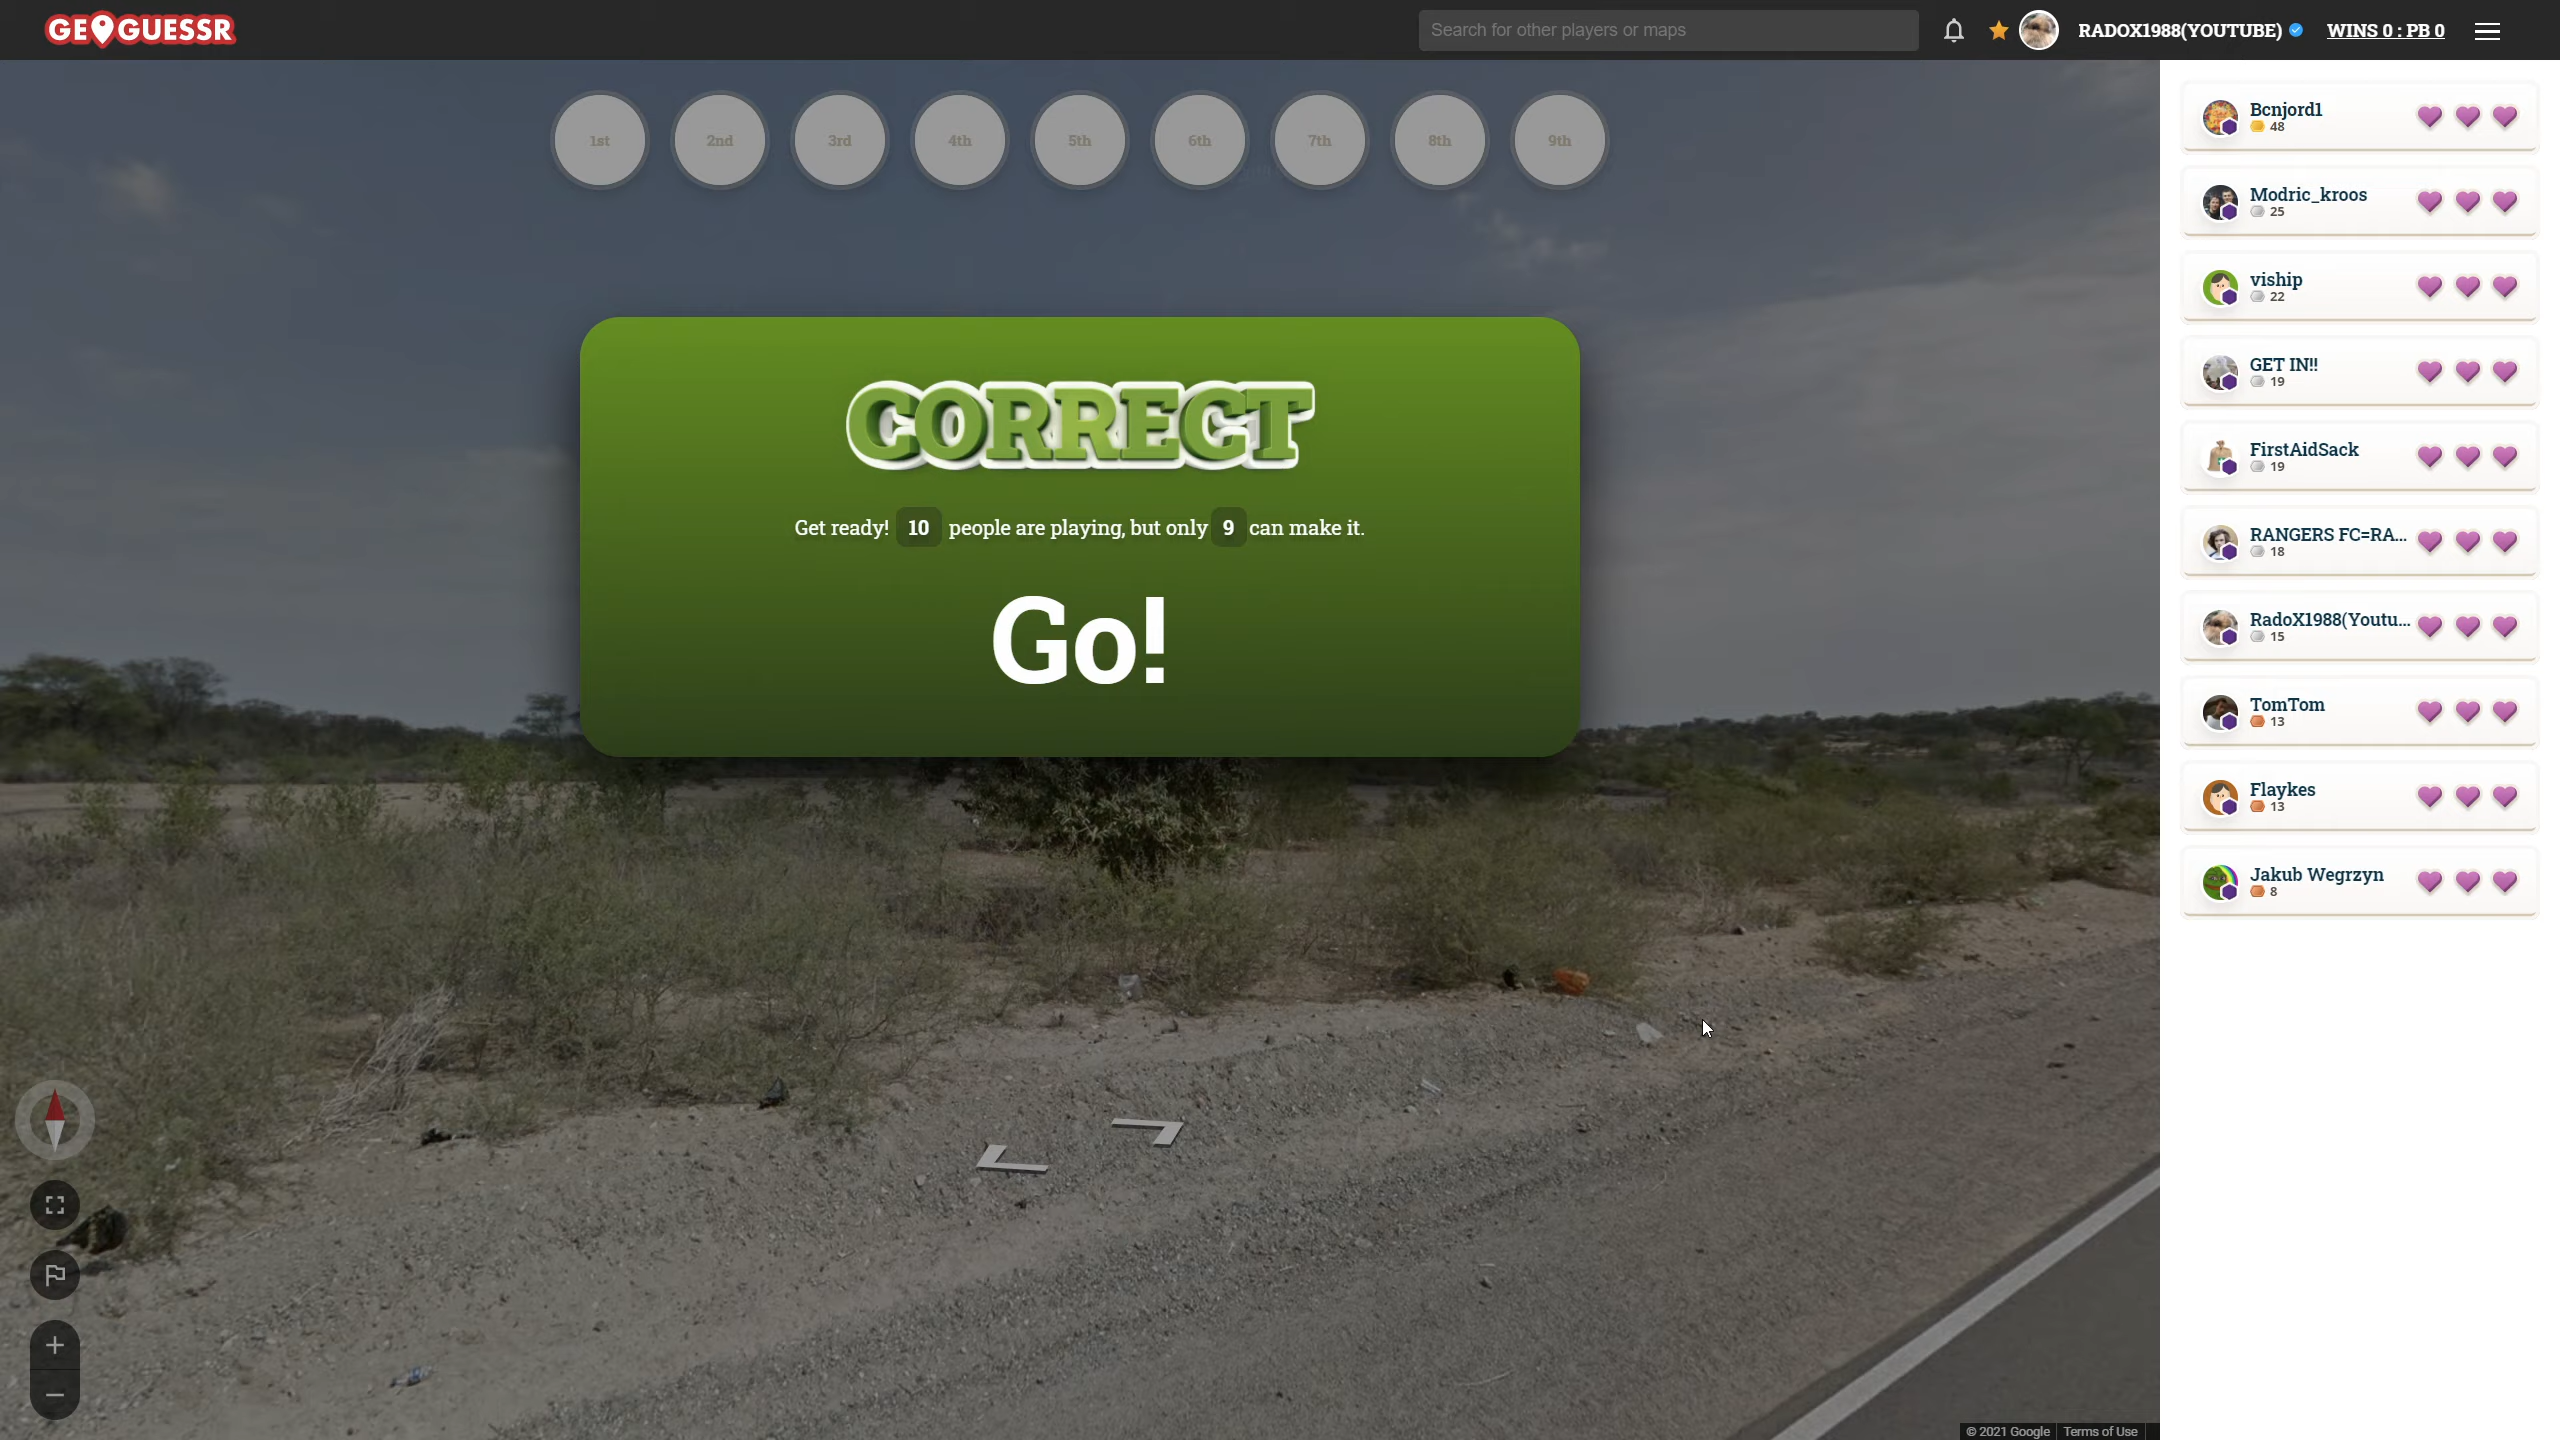 GEOGUESSR
Search for other players or maps
RADOX1988(YOUTUBE)
WINS 0 : PB 0
1st
2nd
3rd
4th
5th
6th
7th
8th
9th
CORRECT
Get ready! 10 people are playing, but only 9 can make it.
Go!
Bcnjord1
48
Modric_kroos
25
viship
22
GET IN!!
19
FirstAidSack
19
RANGERS FC=RA...
18
RadoX1988(Youtu...
15
TomTom
13
Flaykes
13
Jakub Wegrzyn
8
© 2021 Google
Terms of Use